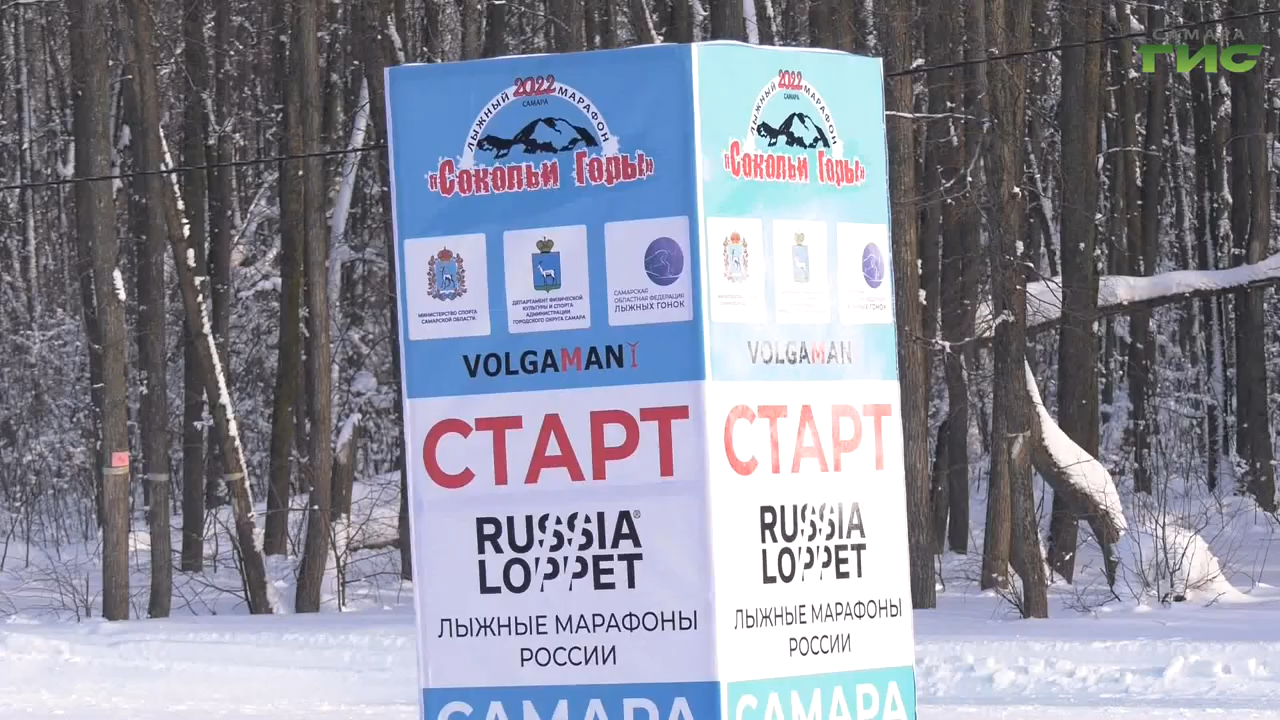 САМАРА
ГИС
ЛЫЖНЫЙ 2022 МАРАФОН
САМАРА
«Сокольи Горы»
МИНИСТЕРСТВО СПОРТА
САМАРСКОЙ ОБЛАСТИ
ДЕПАРТАМЕНТ ФИЗИЧЕСКОЙ
КУЛЬТУРЫ И СПОРТА
АДМИНИСТРАЦИИ
ГОРОДСКОГО ОКРУГА САМАРА
САМАРСКАЯ
ОБЛАСТНАЯ ФЕДЕРАЦИЯ
ЛЫЖНЫХ ГОНОК
VOLGAMAN
СТАРТ
RUSSIA®
LOPPET
ЛЫЖНЫЕ МАРАФОНЫ
РОССИИ
САМАРА
ЛЫЖНЫЙ 2022 МАРАФОН
САМАРА
«Сокольи Горы»
ЛЫЖНЫХ ГОНОК
VOLGAMAN
СТАРТ
RUSSIA
LOPPET
ЛЫЖНЫЕ МАРАФОНЫ
РОССИИ
САМАРА